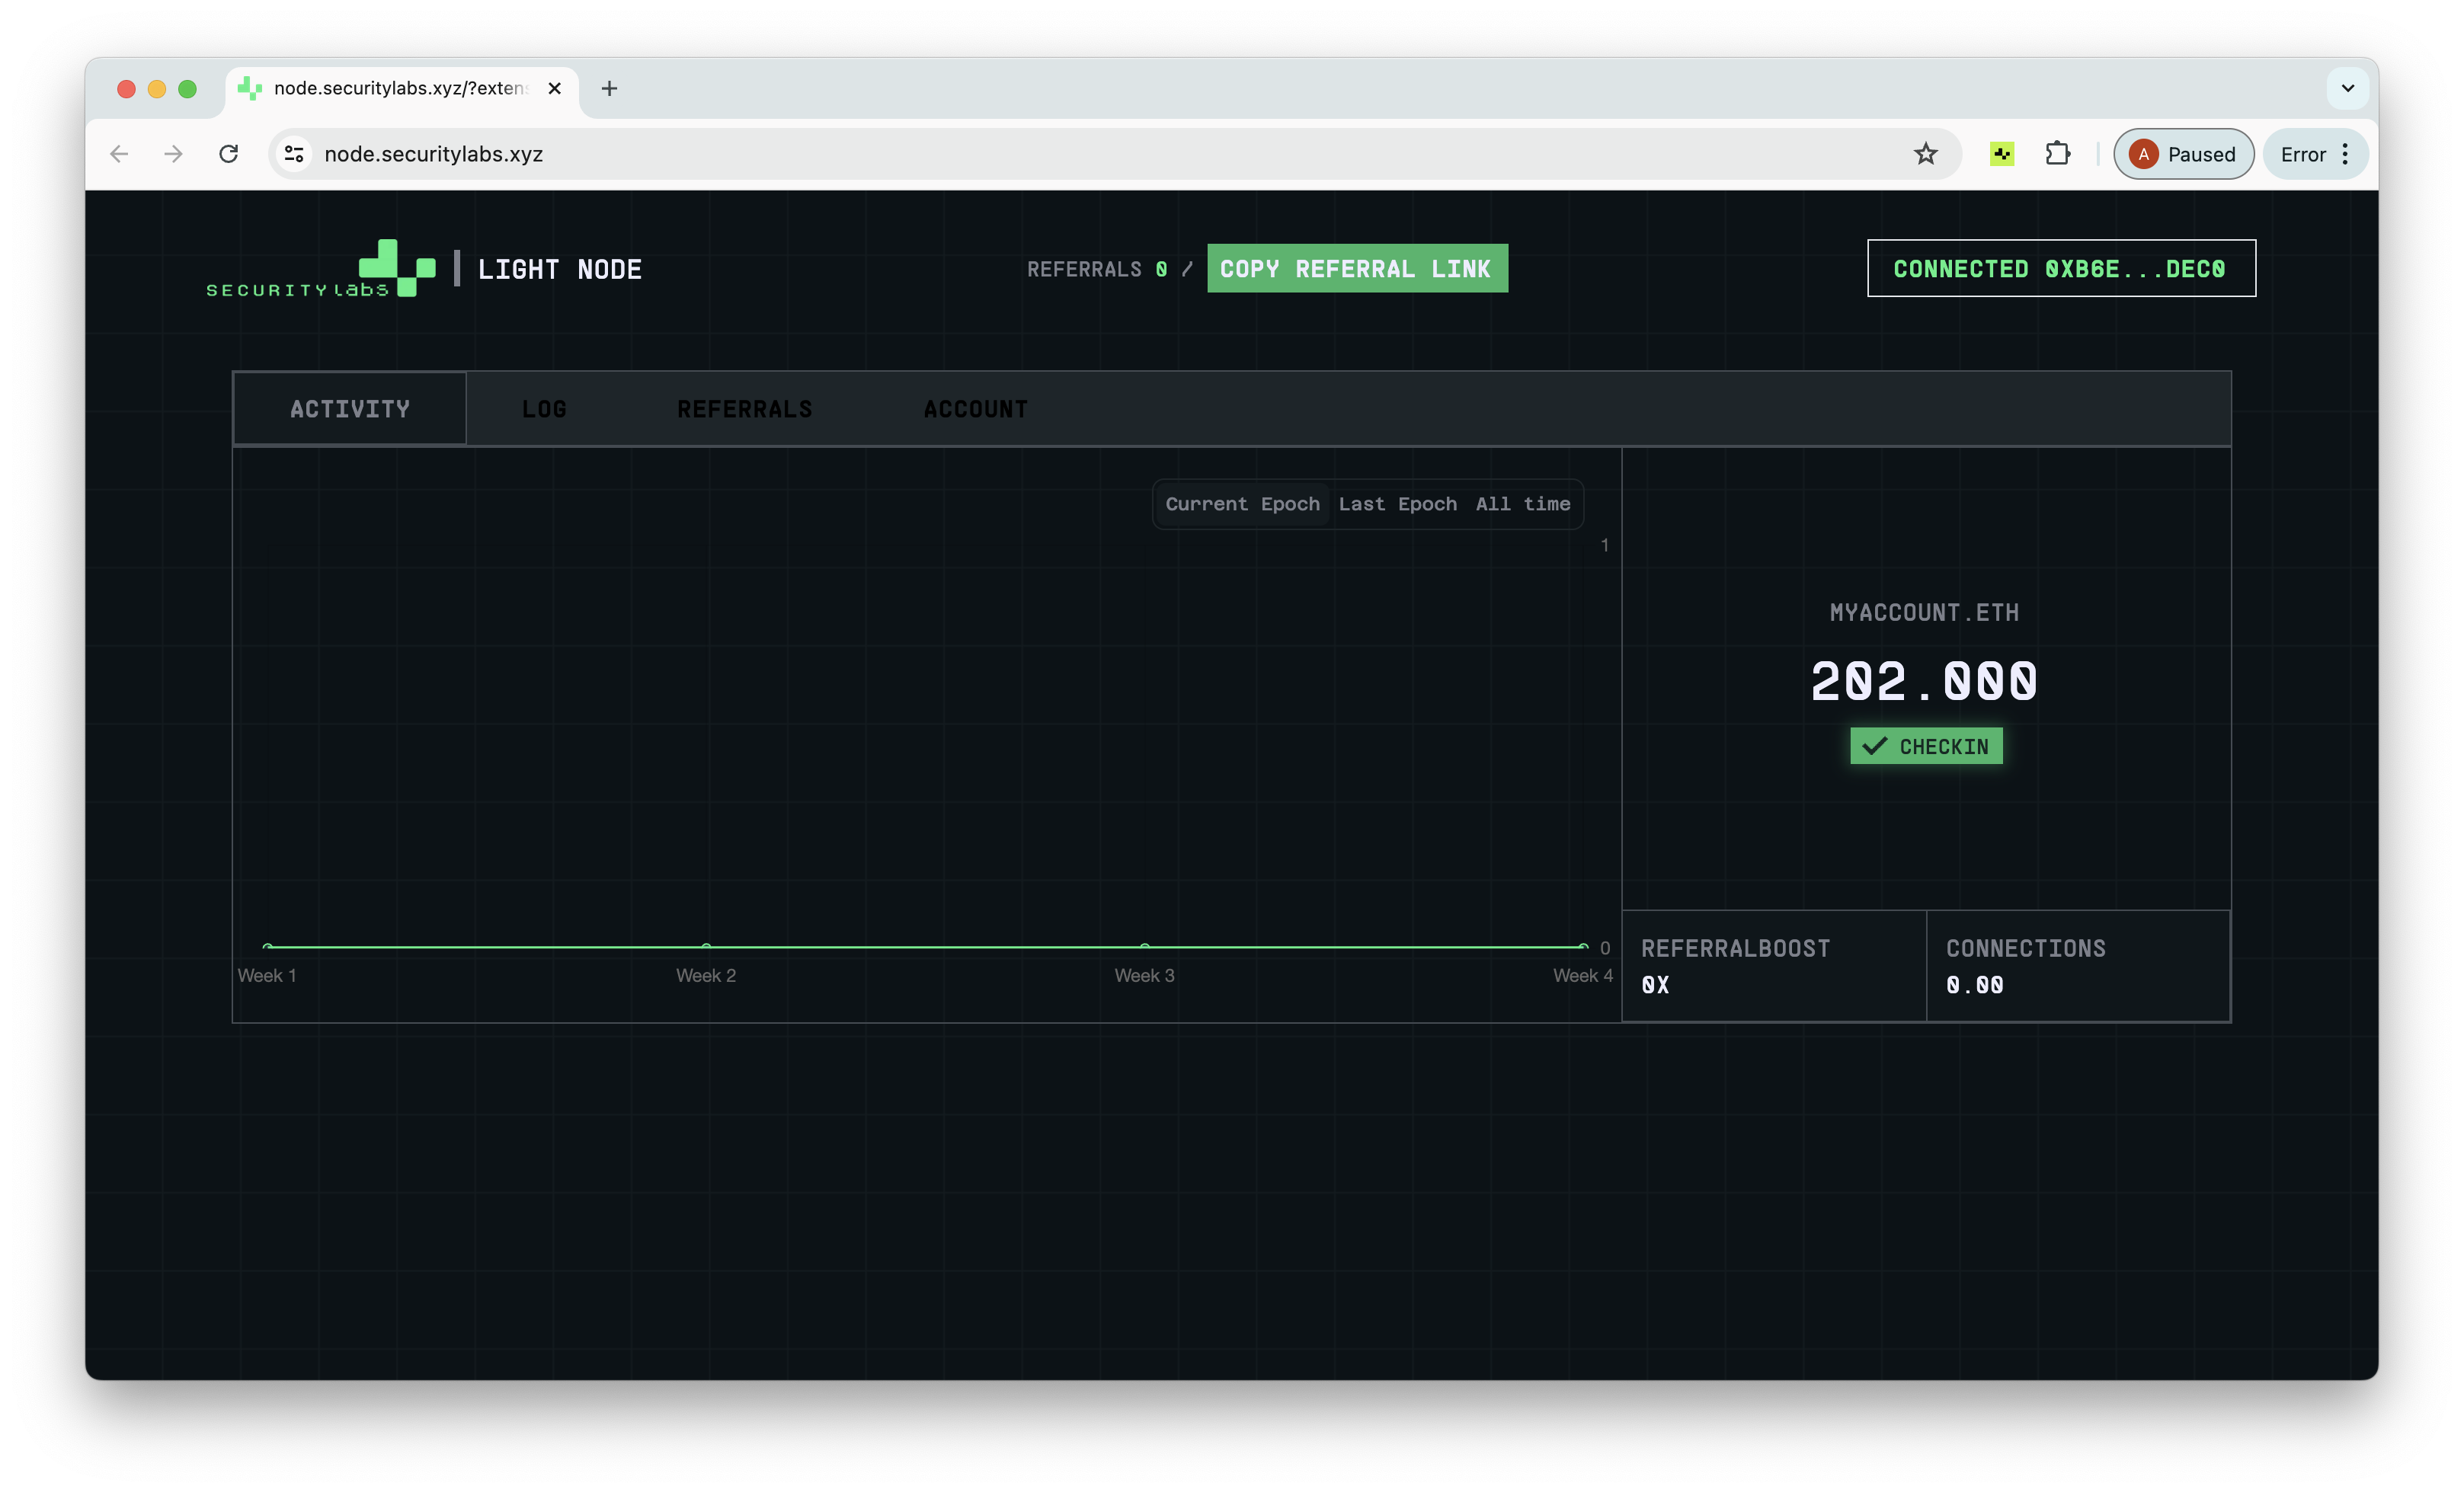 node.securitylabs.xyz/?exten
node.securitylabs.xyz
A Paused
Error
SECURITYLabs
LIGHT NODE
REFERRALS 0 / COPY REFERRAL LINK
CONNECTED 0XB6E...DEC0
ACTIVITY LOG REFERRALS ACCOUNT
Current Epoch Last Epoch All time
1
MYACCOUNT.ETH
202.000
CHECKIN
0
Week 1 Week 2 Week 3 Week 4
REFERRALBOOST
0X
CONNECTIONS
0.00